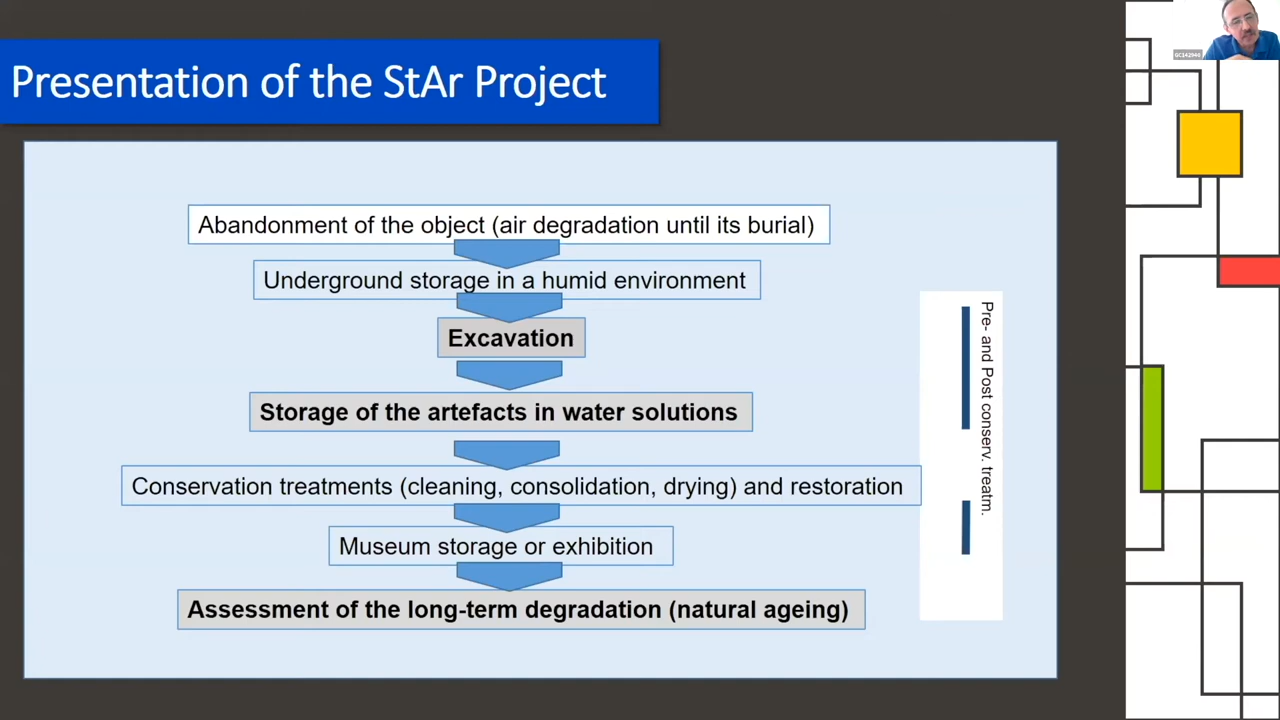 Presentation of the StAr Project
Abandonment of the object (air degradation until its burial)
Underground storage in a humid environment
Excavation
Storage of the artefacts in water solutions
Conservation treatments (cleaning, consolidation, drying) and restoration
Museum storage or exhibition
Assessment of the long-term degradation (natural ageing)
Pre- and Post conserv. treatm.